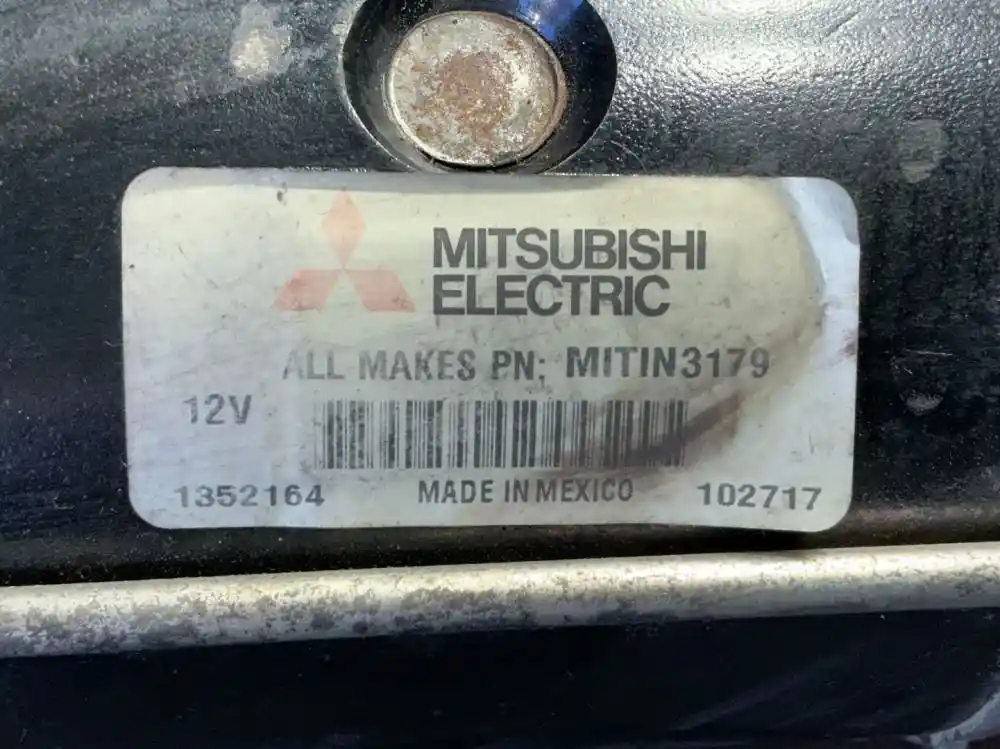 MITSUBISHI
ELECTRIC
ALL MAKES PN; MITIN3179
12V
1352164 MADE IN MEXICO 102717